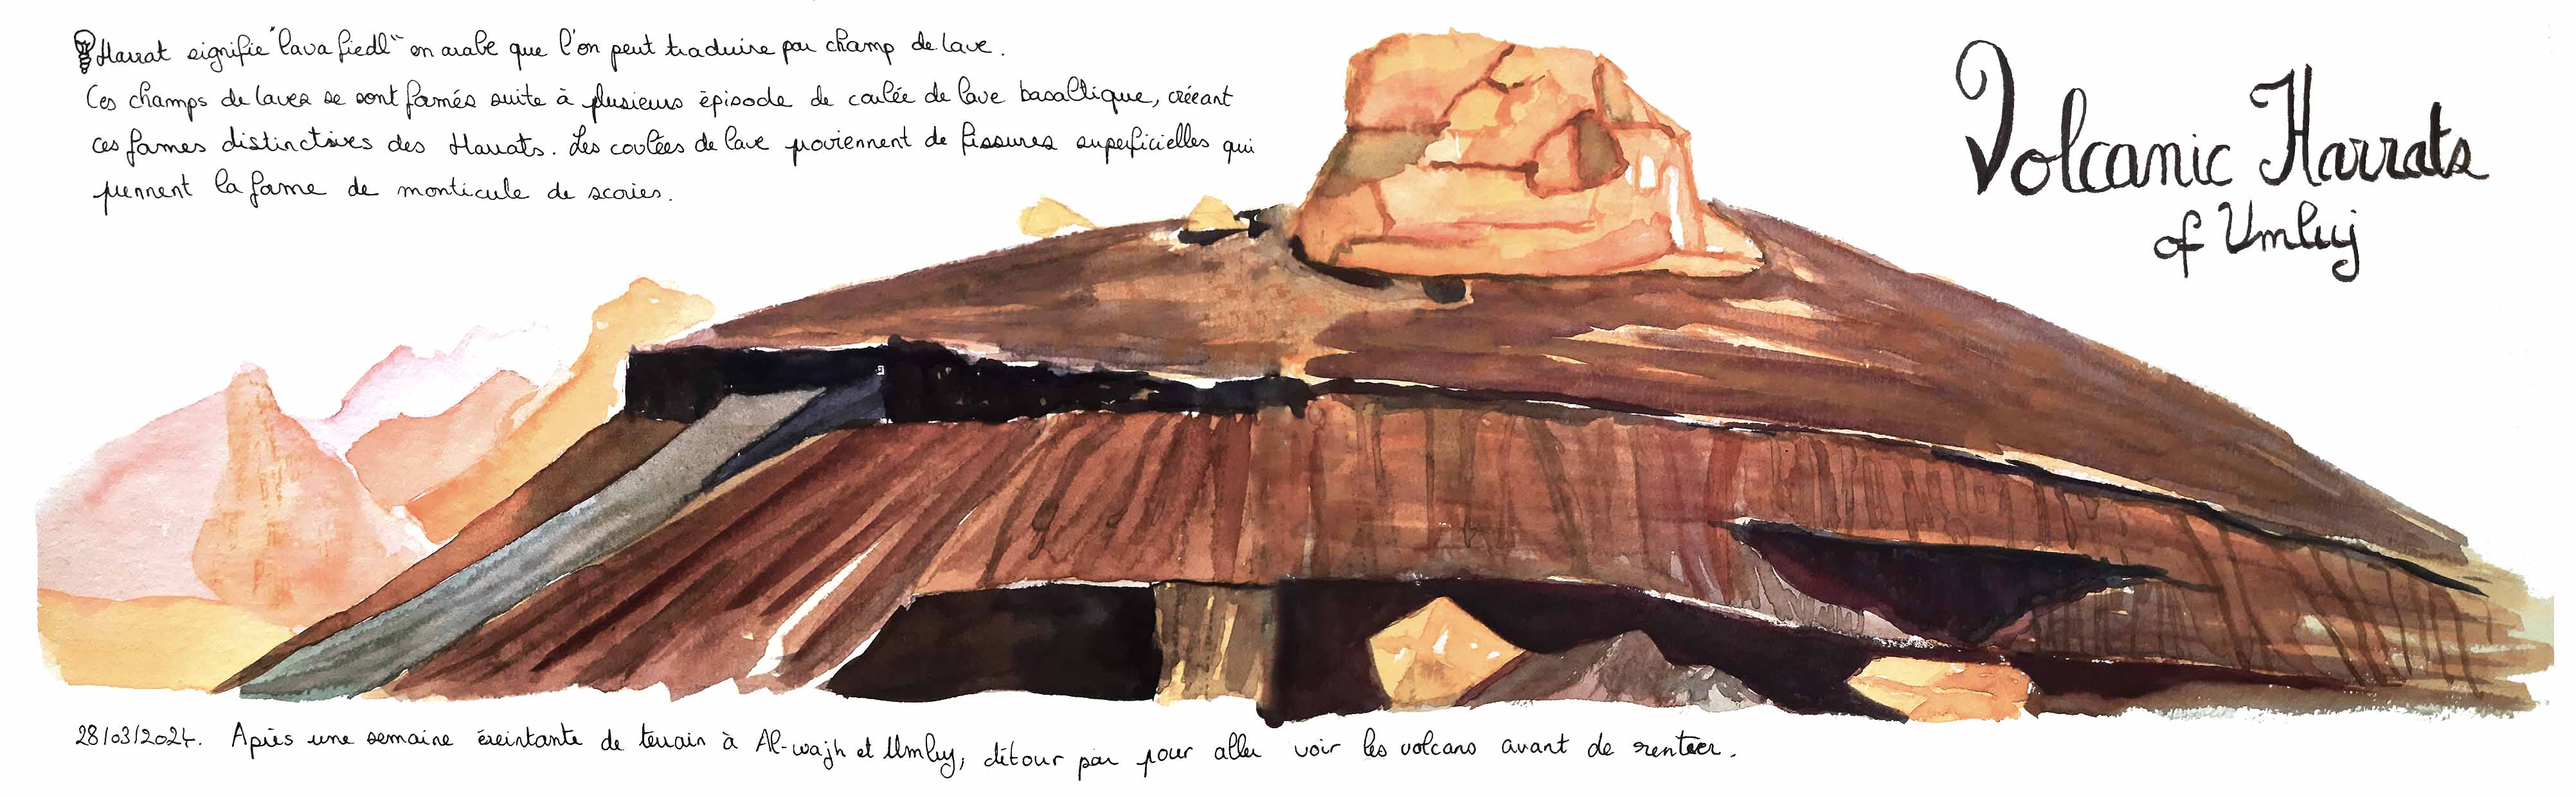 Harrat signifie "lava fiedl" en arabe que l'on peut traduire par champ de lave.
Ces champs de laves se sont formés suite à plusieurs épisode de coulée de lave basaltique, créeant
ces formes distinctives des Harrats. Les coulées de lave proviennent de fissures superficielles qui
prennent la forme de monticule de scories.
Volcanic Harrats
of Umluj
28/03/2024. Après une semaine éreintante de terrain à Al-wajh et Umluj, détour par pour aller voir les volcans avant de rentrer.